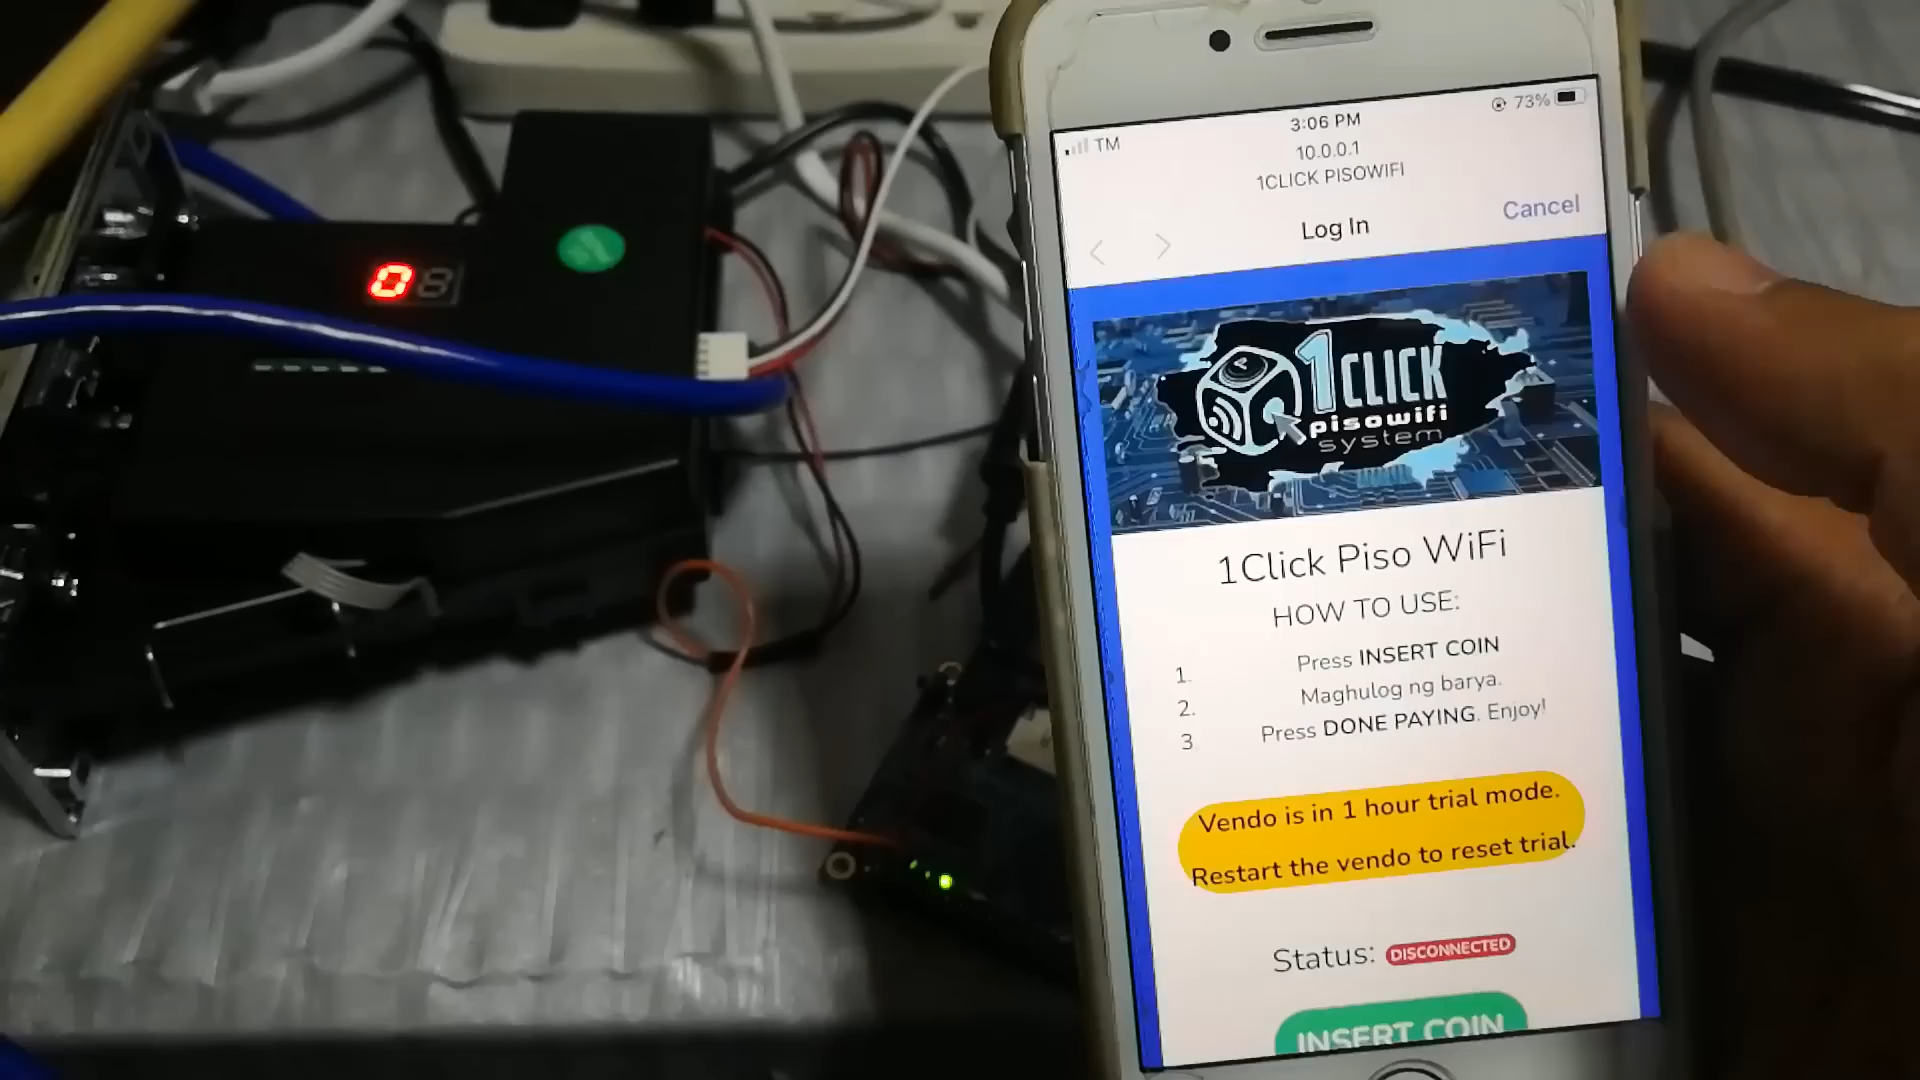 0
TM
3:06 PM
73%
10.0.0.1
1CLICK PISOWIFI
Log In
Cancel
1CLICK
pisowifi
system
1Click Piso WiFi
HOW TO USE:
1. Press INSERT COIN
2. Maghulog ng barya.
3 Press DONE PAYING. Enjoy!
Vendo is in 1 hour trial mode.
Restart the vendo to reset trial.
Status: DISCONNECTED
INSERT COIN